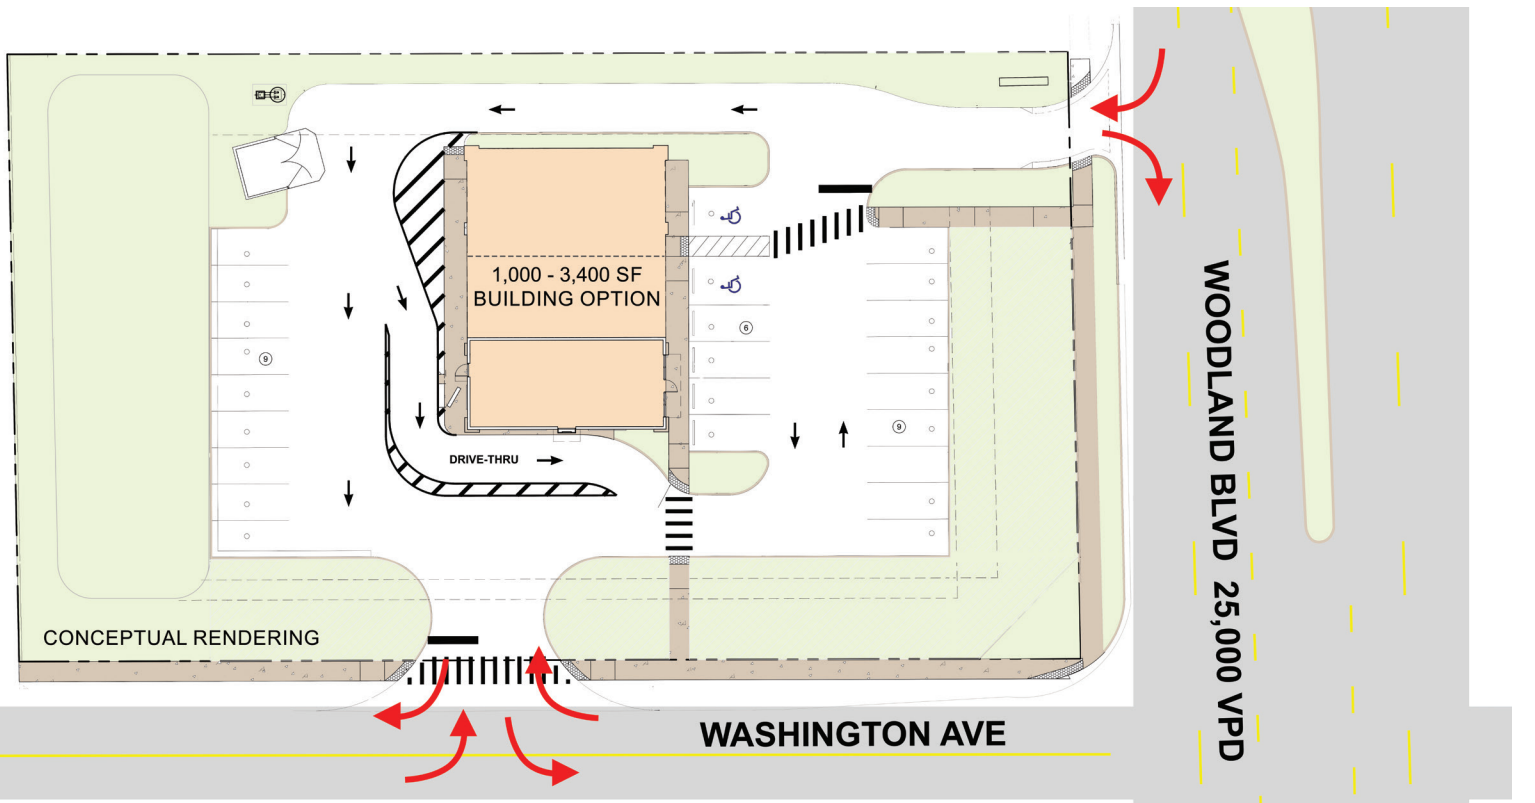 1,000 - 3,400 SF
BUILDING OPTION
6
9
9
DRIVE-THRU
CONCEPTUAL RENDERING
WASHINGTON AVE
WOODLAND BLVD 25,000 VPD